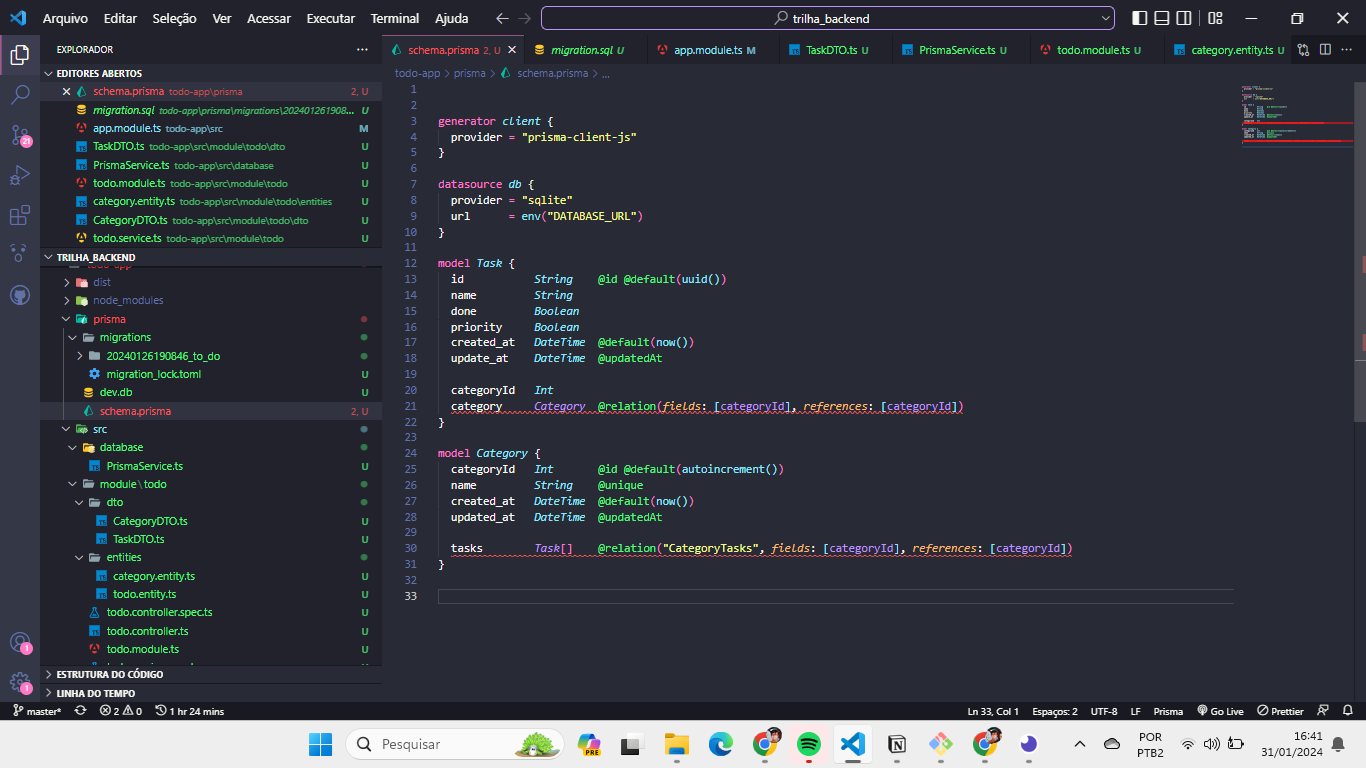 Arquivo Editar Seleção Ver Acessar Executar Terminal Ajuda trilha_backend
EXPLORADOR
schema.prisma 2, U migration.sql U app.module.ts M TaskDTO.ts U PrismaService.ts U todo.module.ts U category.entity.ts U
EDITORES ABERTOS
schema.prisma todo-app\prisma 2, U
migration.sql todo-app\prisma\migrations\202401261908... U
app.module.ts todo-app\src M
TaskDTO.ts todo-app\src\module\todo\dto U
PrismaService.ts todo-app\src\database U
todo.module.ts todo-app\src\module\todo U
category.entity.ts todo-app\src\module\todo\entities U
CategoryDTO.ts todo-app\src\module\todo\dto U
todo.service.ts todo-app\src\module\todo U
TRILHA_BACKEND
dist
node_modules
prisma
migrations
20240126190846_to_do
migration_lock.toml U
dev.db U
schema.prisma 2, U
src
database
PrismaService.ts U
module\todo
dto
CategoryDTO.ts U
TaskDTO.ts U
entities
category.entity.ts U
todo.entity.ts U
todo.controller.spec.ts U
todo.controller.ts U
todo.module.ts U
ESTRUTURA DO CÓDIGO
LINHA DO TEMPO
21
1
1
todo-app > prisma > schema.prisma > ...
1
2
3 generator client {
4 provider = "prisma-client-js"
5 }
6
7 datasource db {
8 provider = "sqlite"
9 url = env("DATABASE_URL")
10 }
11
12 model Task {
13 id String @id @default(uuid())
14 name String
15 done Boolean
16 priority Boolean
17 created_at DateTime @default(now())
18 update_at DateTime @updatedAt
19
20 categoryId Int
21 category Category @relation(fields: [categoryId], references: [categoryId])
22 }
23
24 model Category {
25 categoryId Int @id @default(autoincrement())
26 name String @unique
27 created_at DateTime @default(now())
28 updated_at DateTime @updatedAt
29
30 tasks Task[] @relation("CategoryTasks", fields: [categoryId], references: [categoryId])
31 }
32
33
master* 2 0 1 hr 24 mins Ln 33, Col 1 Espaços: 2 UTF-8 LF Prisma Go Live Prettier
Pesquisar
PRE
POR
PTB2
16:41
31/01/2024